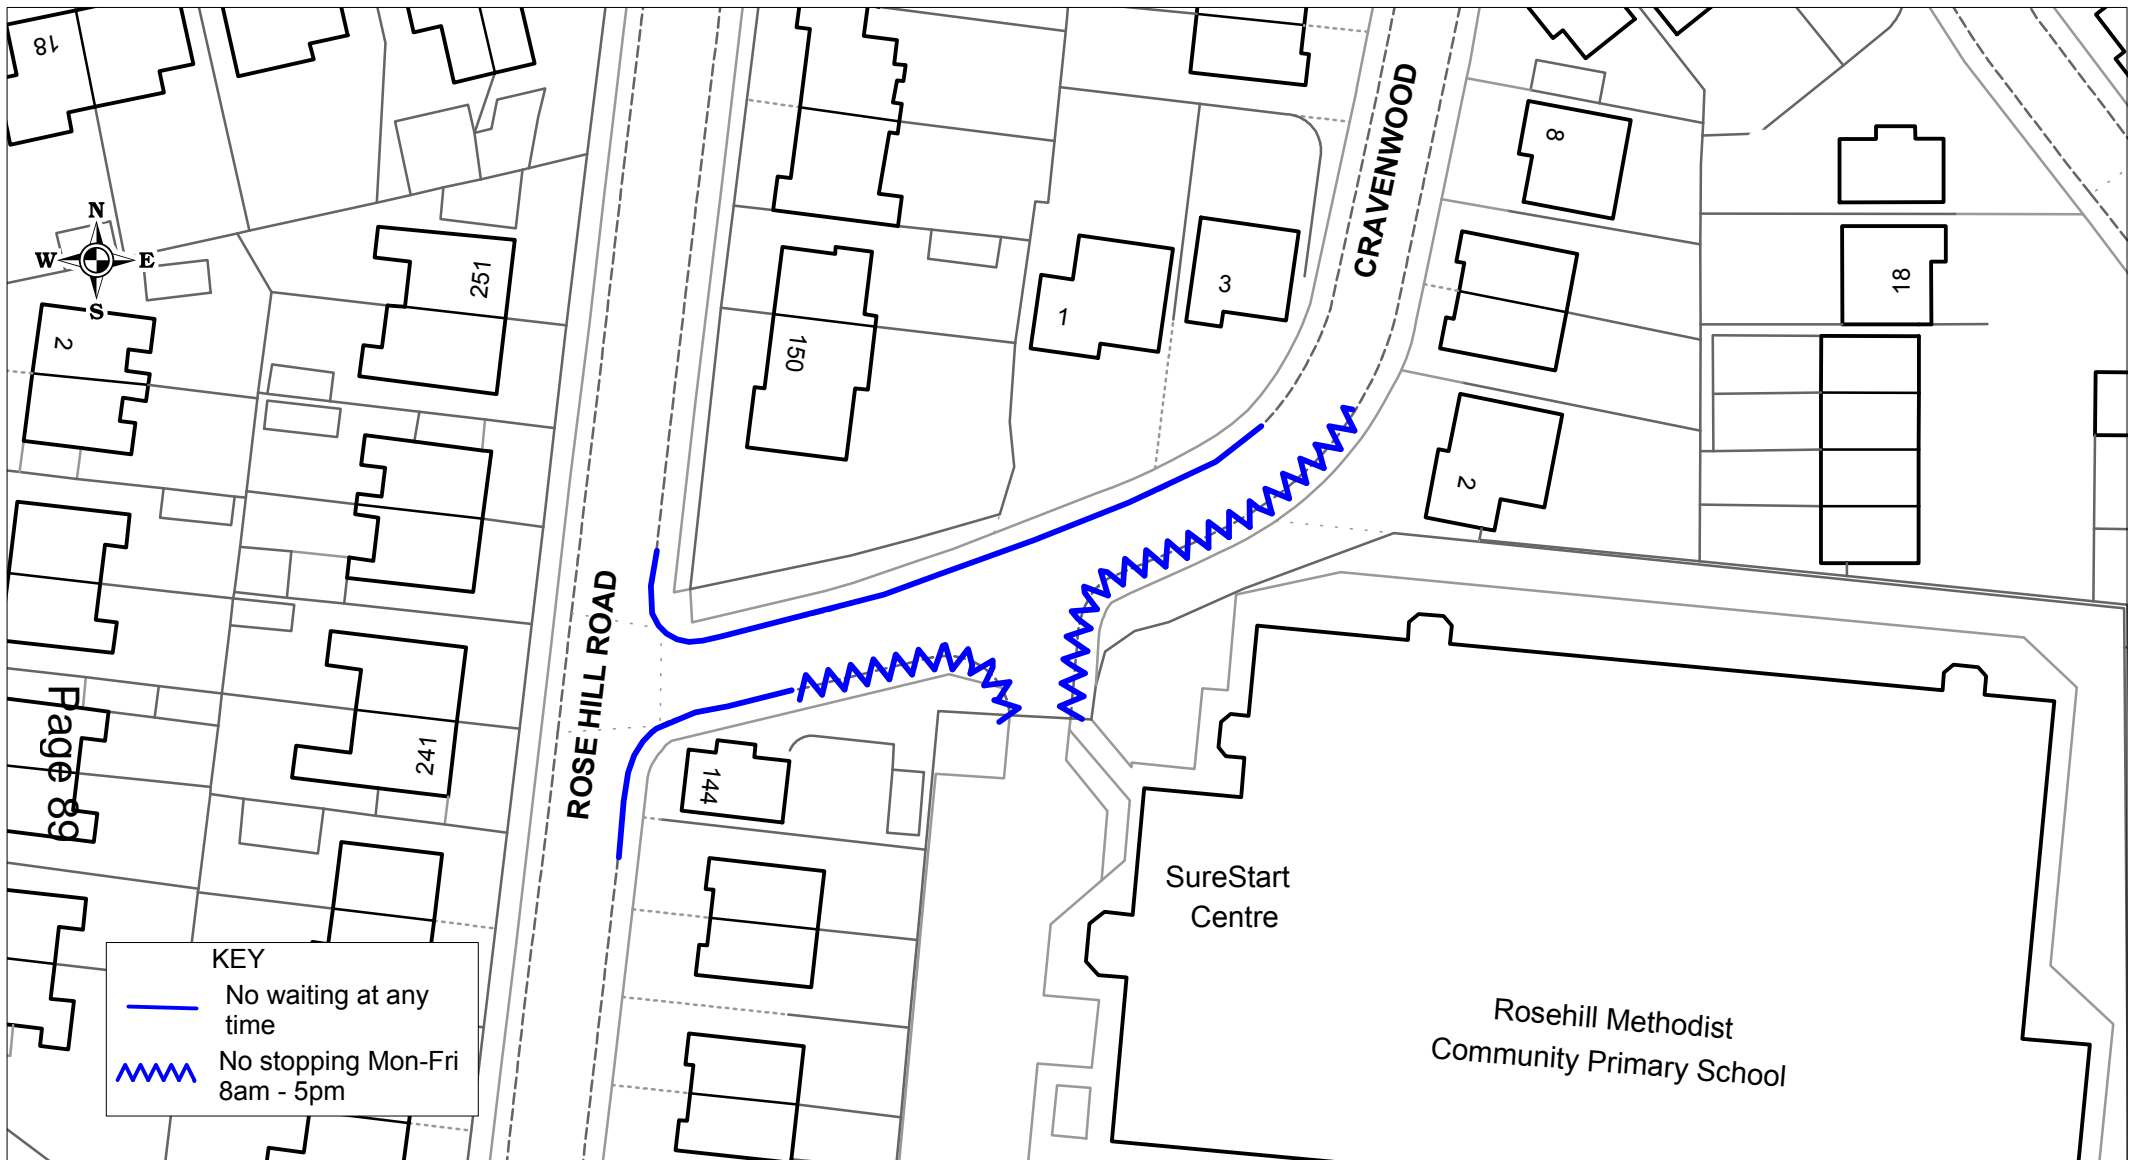 18
N
W
E
S
251
2
150
1
3
CRAVENWOOD
8
18
2
ROSE HILL ROAD
241
144
Page 89
SureStart
Centre
Rosehill Methodist
Community Primary School
KEY
No waiting at any
time
No stopping Mon-Fri
8am - 5pm